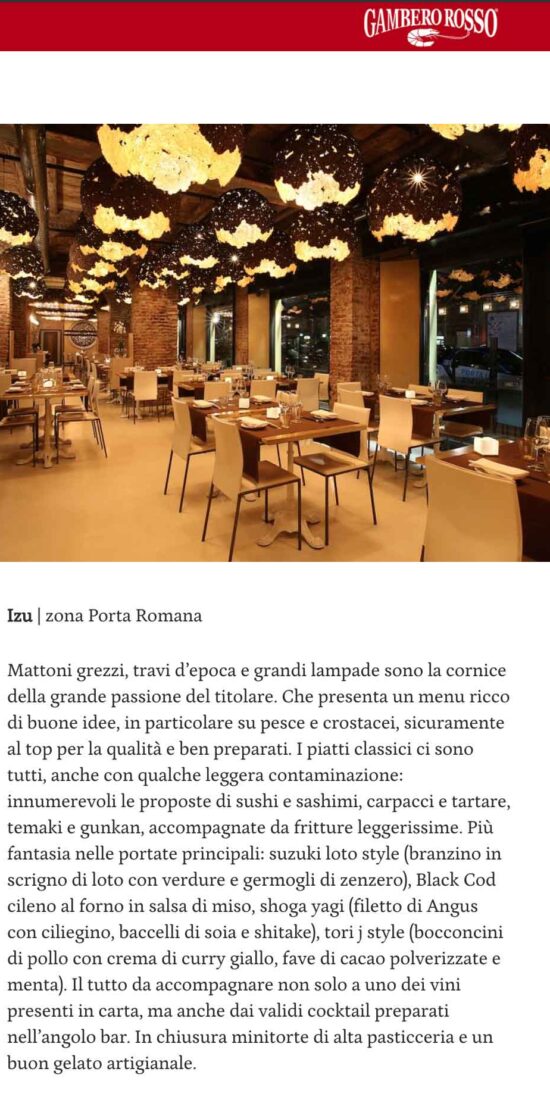 GAMBERO ROSSO
Izu | zona Porta Romana
Mattoni grezzi, travi d’epoca e grandi lampade sono la cornice
della grande passione del titolare. Che presenta un menu ricco
di buone idee, in particolare su pesce e crostacei, sicuramente
al top per la qualità e ben preparati. I piatti classici ci sono
tutti, anche con qualche leggera contaminazione:
innumerevoli le proposte di sushi e sashimi, carpacci e tartare,
temaki e gunkan, accompagnate da fritture leggerissime. Più
fantasia nelle portate principali: suzuki loto style (branzino in
scrigno di loto con verdure e germogli di zenzero), Black Cod
cileno al forno in salsa di miso, shoga yagi (filetto di Angus
con ciliegino, baccelli di soia e shitake), tori j style (bocconcini
di pollo con crema di curry giallo, fave di cacao polverizzate e
menta). Il tutto da accompagnare non solo a uno dei vini
presenti in carta, ma anche dai validi cocktail preparati
nell’angolo bar. In chiusura minitorte di alta pasticceria e un
buon gelato artigianale.